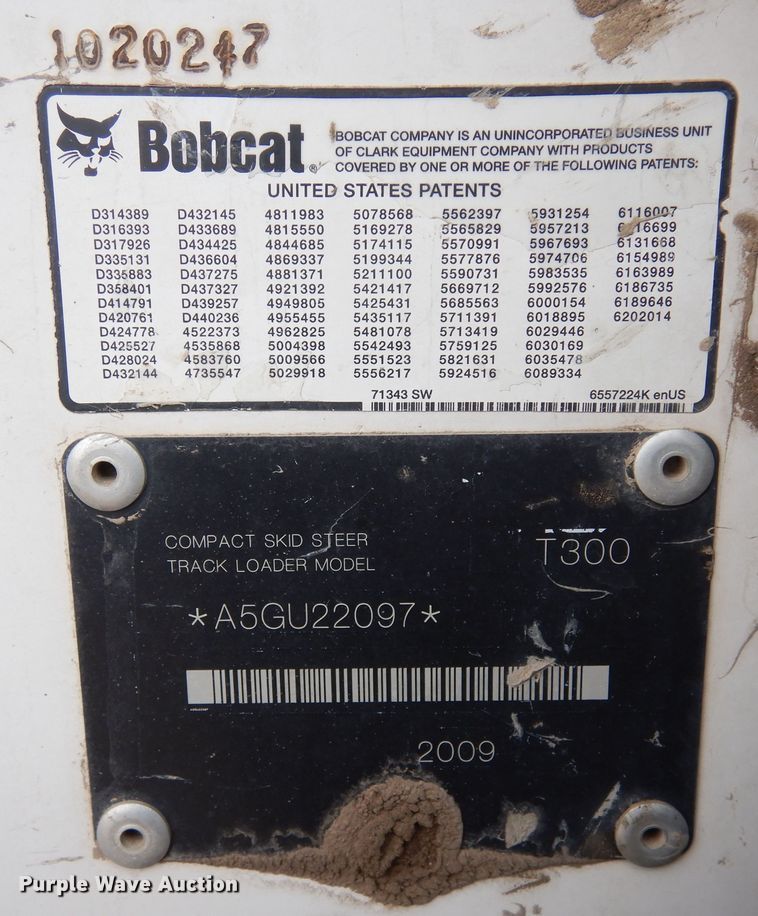 1020247
Bobcat®
BOBCAT COMPANY IS AN UNINCORPORATED BUSINESS UNIT
OF CLARK EQUIPMENT COMPANY WITH PRODUCTS
COVERED BY ONE OR MORE OF THE FOLLOWING PATENTS:
UNITED STATES PATENTS
D314389 D432145 4811983 5078568 5562397 5931254 6116007
D316393 D433689 4815550 5169278 5565829 5957213 6116699
D317926 D434425 4844685 5174115 5570991 5967693 6131668
D335131 D436604 4869337 5199344 5577876 5974706 6154989
D335883 D437275 4881371 5211100 5590731 5983535 6163989
D358401 D437327 4921392 5421417 5669712 5992576 6186735
D414791 D439257 4949805 5425431 5685563 6000154 6189646
D420761 D440236 4955455 5435117 5711391 6018895 6202014
D424778 4522373 4962825 5481078 5713419 6029446
D425527 4535868 5004398 5542493 5759125 6030169
D428024 4583760 5009566 5551523 5821631 6035478
D432144 4735547 5029918 5556217 5924516 6089334
71343 SW 6557224K enUS
COMPACT SKID STEER
TRACK LOADER MODEL T300
*A5GU22097*
2009
Purple Wave Auction